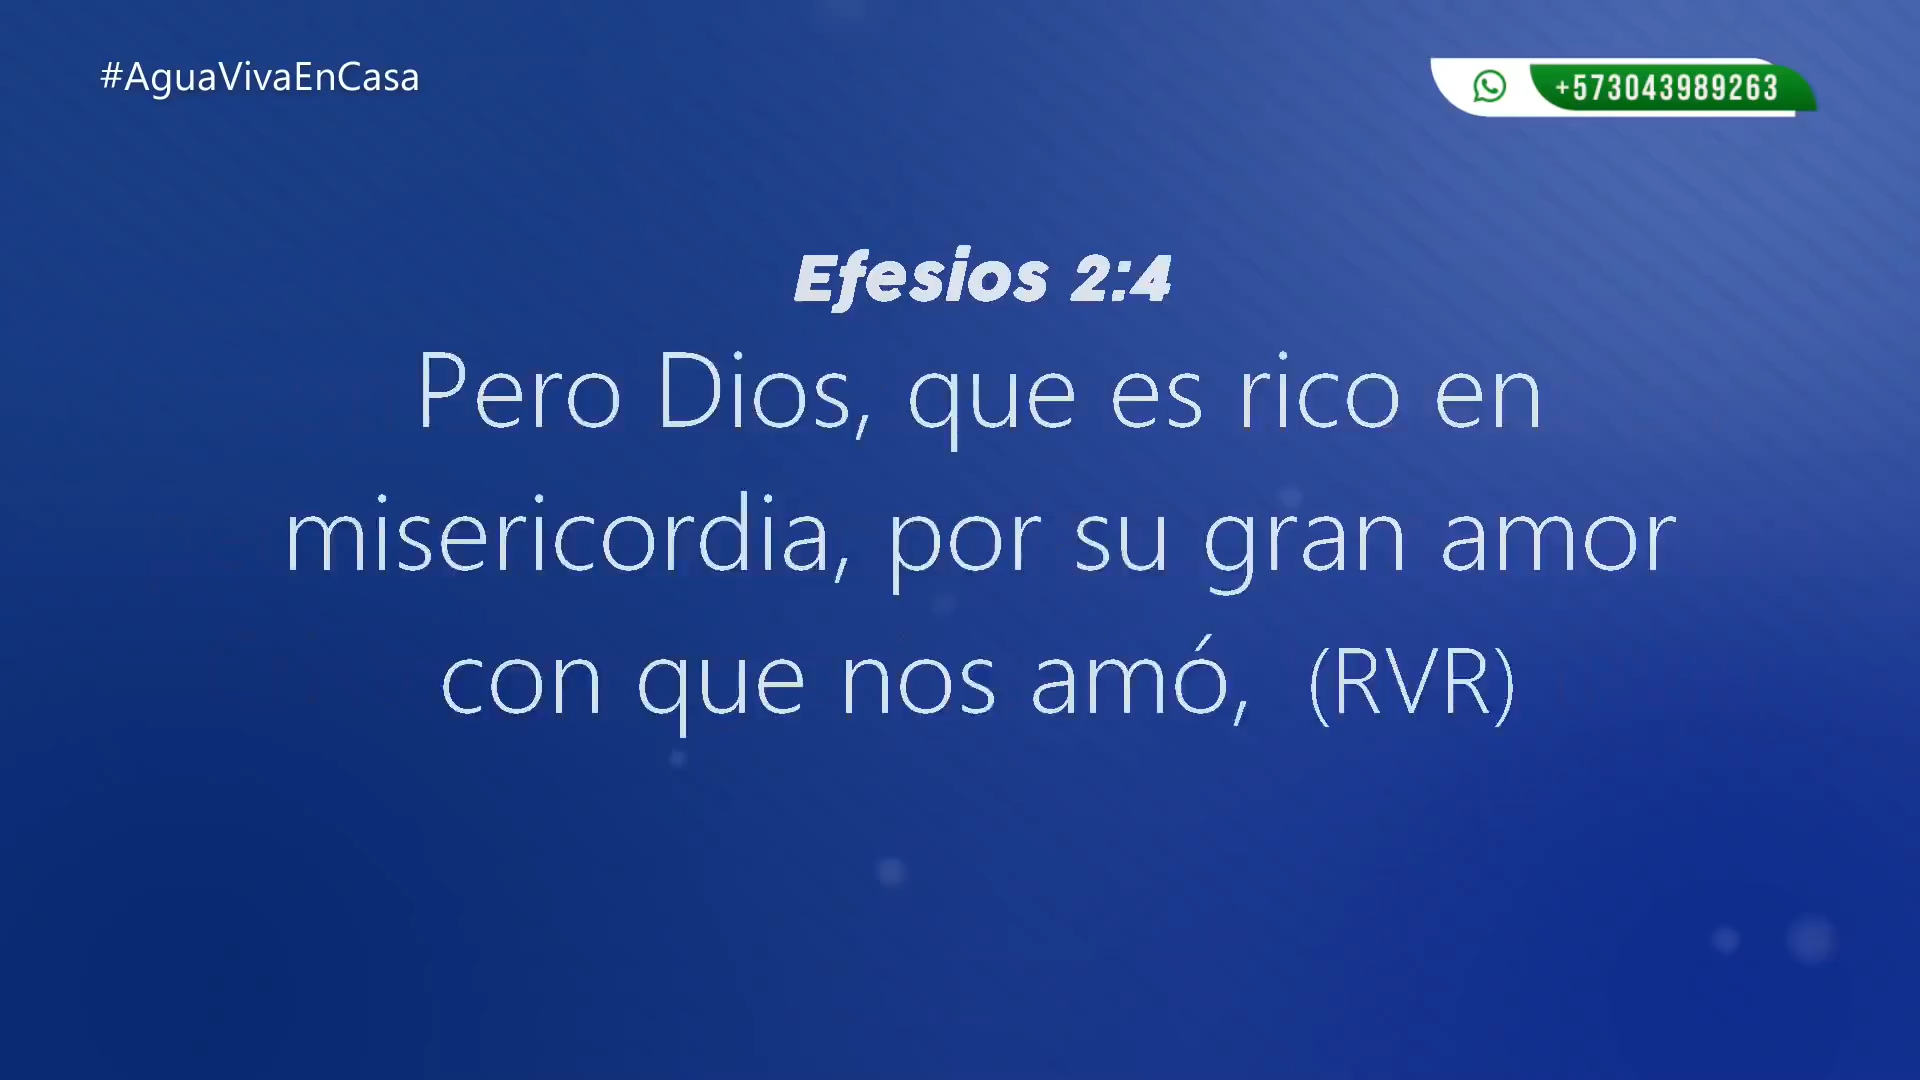 #AguaVivaEnCasa
+573043989263
Efesios 2:4
Pero Dios, que es rico en
misericordia, por su gran amor
con que nos amó,  (RVR)